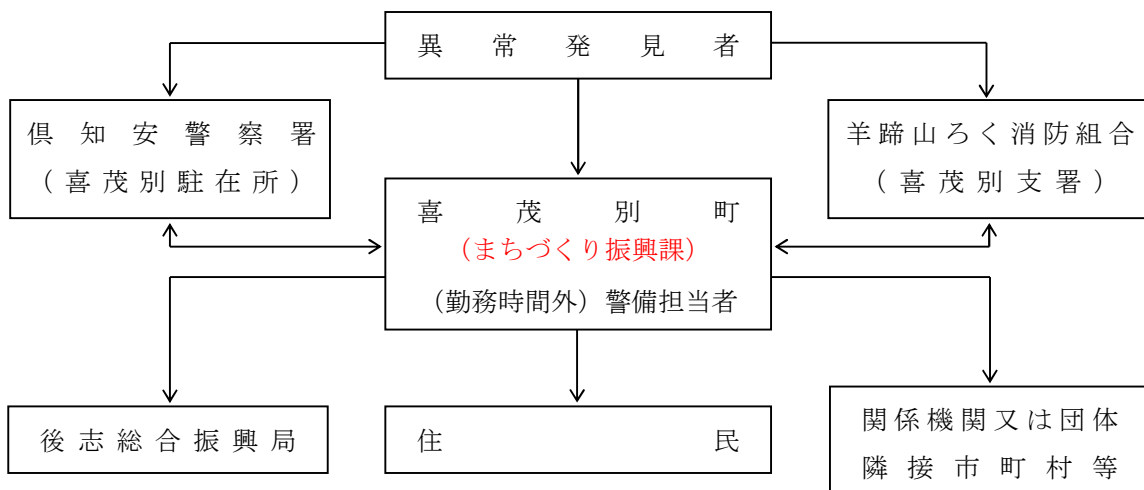 異常発見者
倶知安警察署
(喜茂別駐在所)
羊蹄山ろく消防組合
(喜茂別支署)
喜茂別町
(まちづくり振興課)
(勤務時間外)警備担当者
後志総合振興局
住民
関係機関又は団体
隣接市町村等